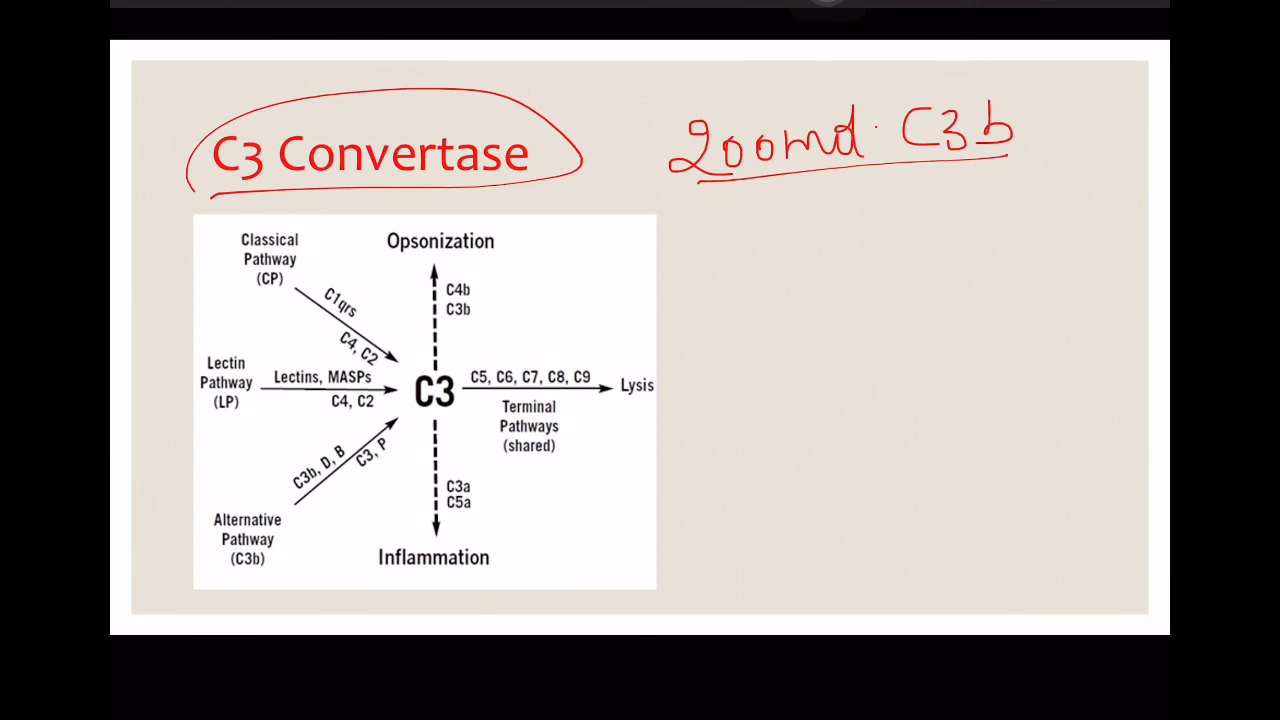 C3 Convertase
200mol. C3b
Classical
Pathway
(CP)
Opsonization
C1qrs
C4, C2
C4b
C3b
Lectin
Pathway
(LP)
Lectins, MASPs
C4, C2
C3
C5, C6, C7, C8, C9
Lysis
Terminal
Pathways
(shared)
C3b, D, B
C3, P
Alternative
Pathway
(C3b)
C3a
C5a
Inflammation